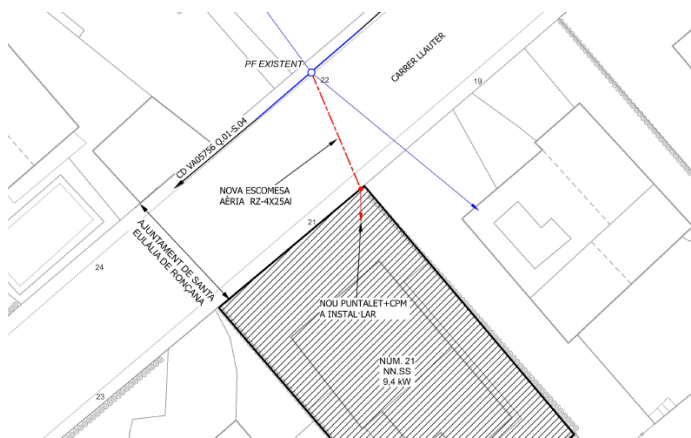 PF EXISTENT
22
CARRER LLAUTER
19
CD VA05756 Q.01-S.04
NOVA ESCOMESA
AÈRIA RZ-4X25Al
21
AJUNTAMENT DE SANTA
EULÀLIA DE RONÇANA
24
NOU PUNTALET+CPM
A INSTAL·LAR
NÚM. 21
NN.SS
9,4 kW
23